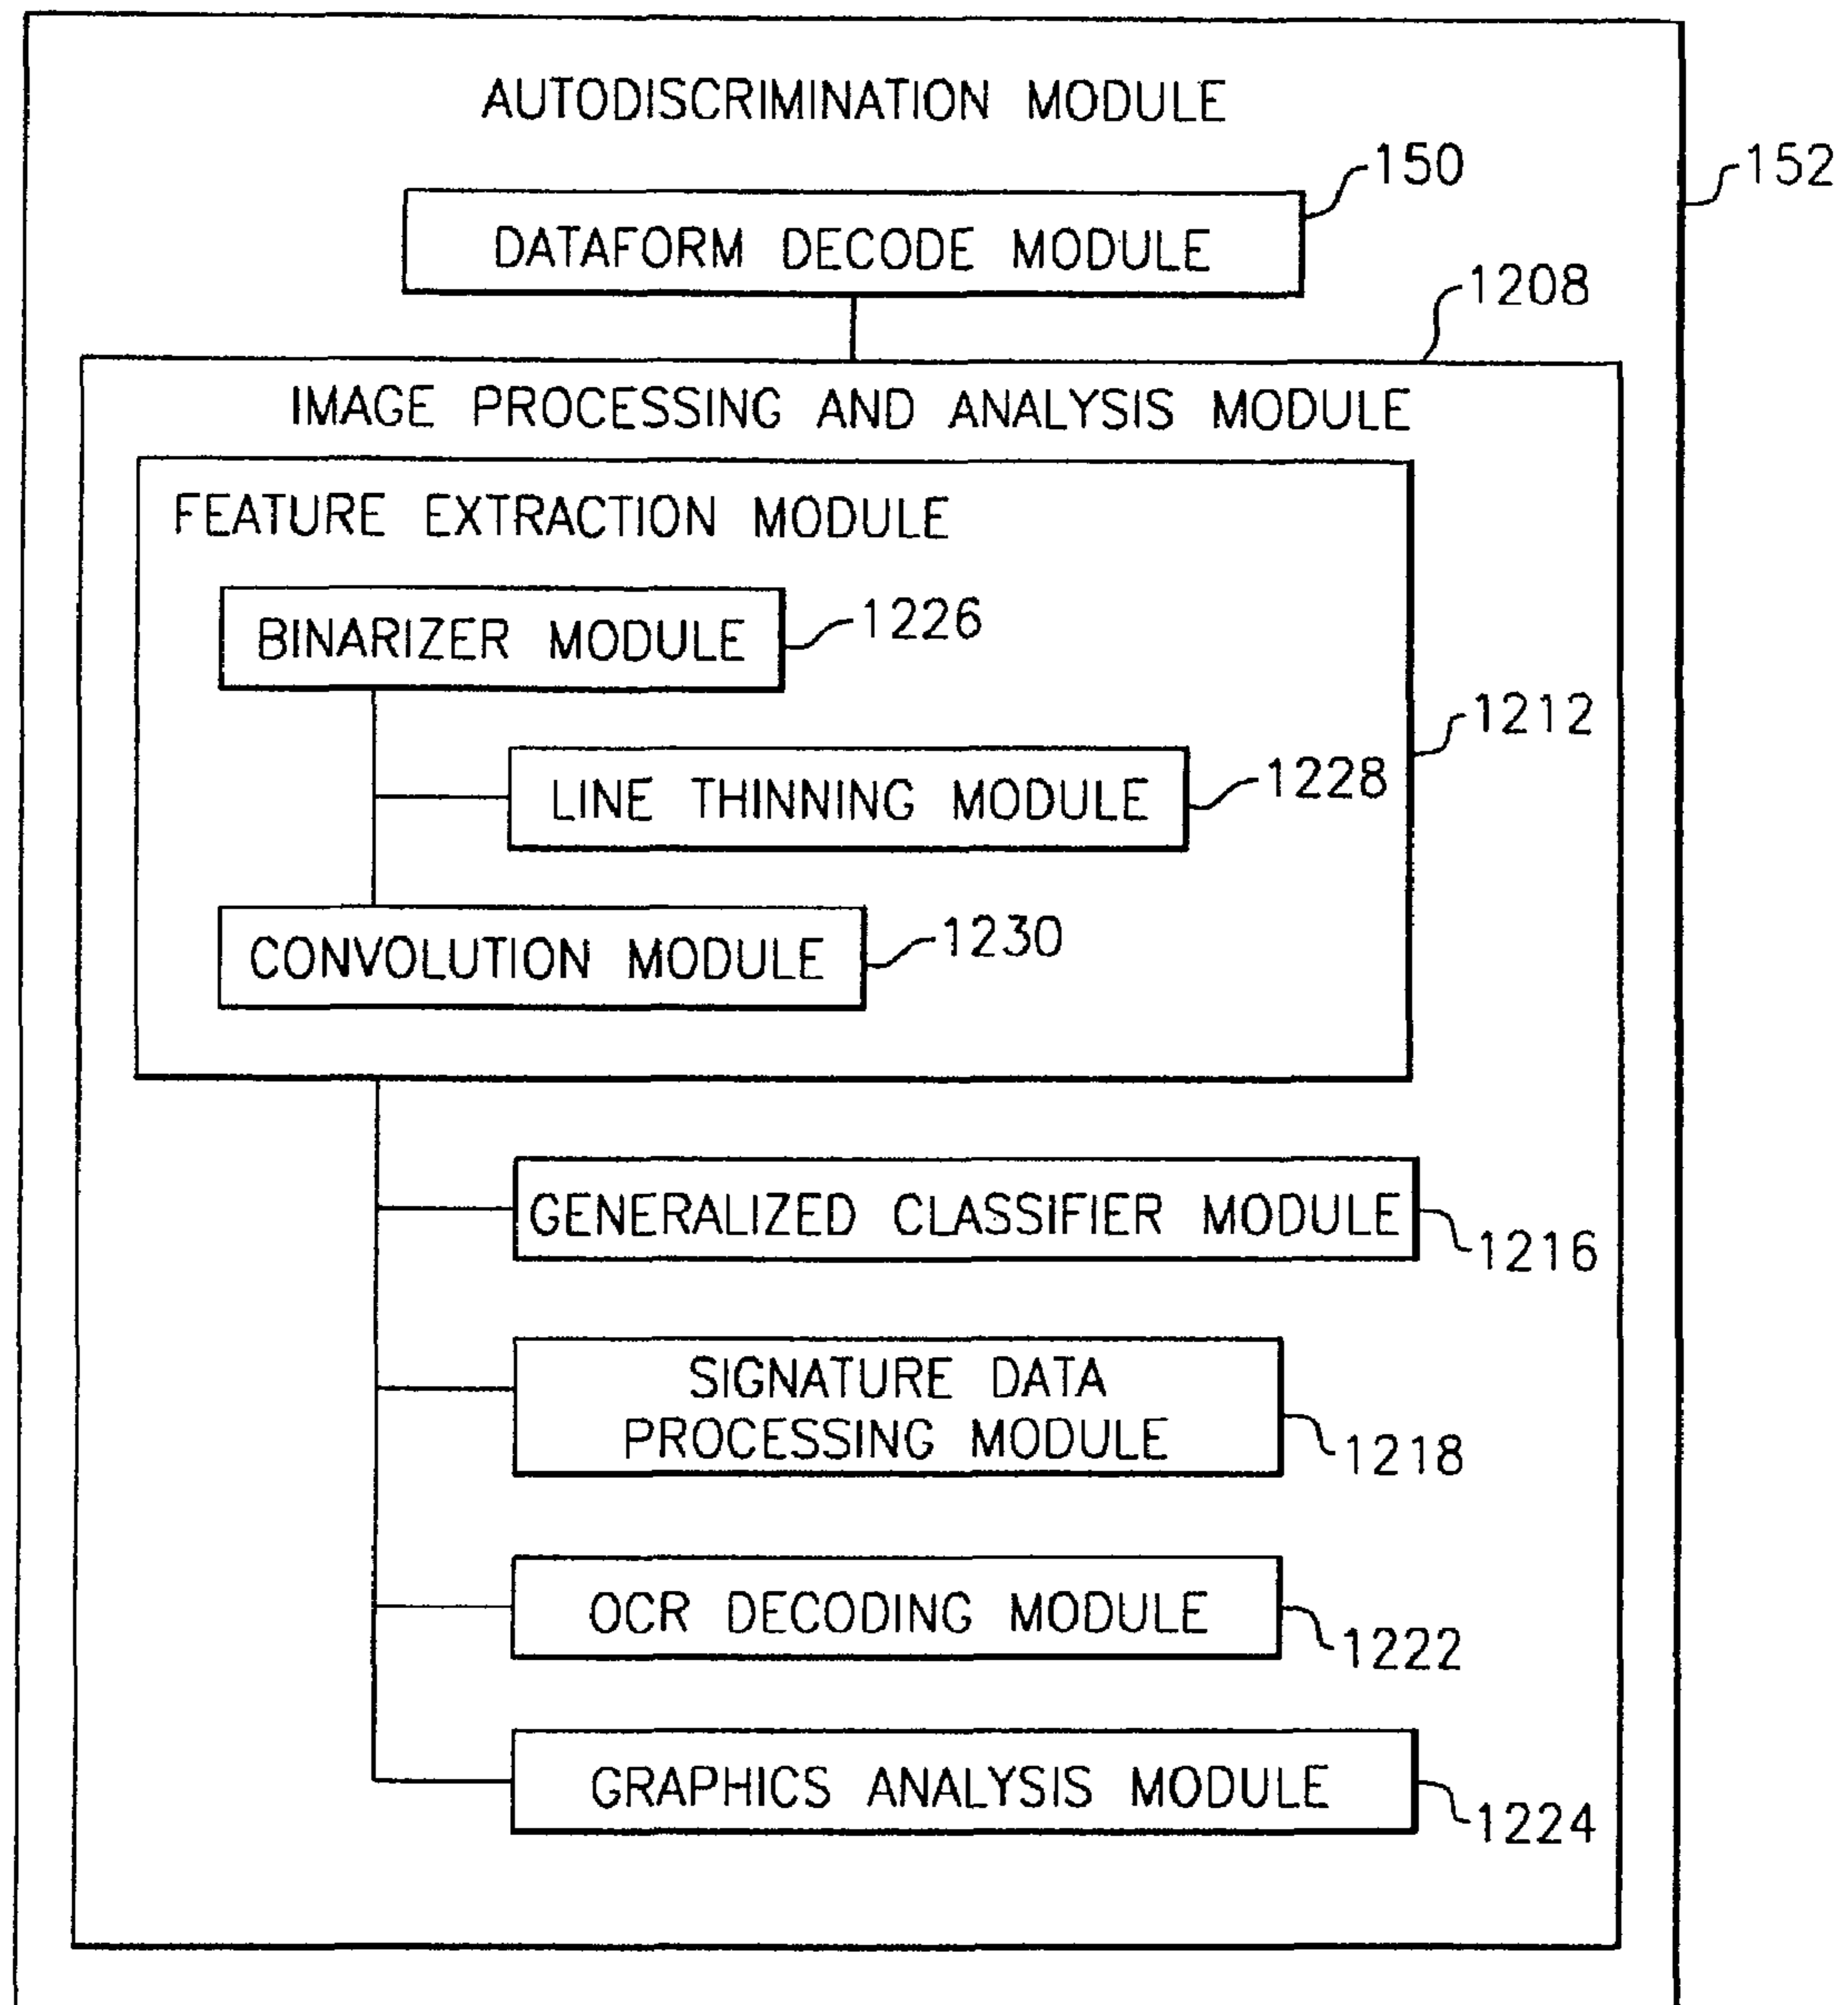 AUTODISCRIMINATION MODULE
150
152
DATAFORM DECODE MODULE
1208
IMAGE PROCESSING AND ANALYSIS MODULE
FEATURE EXTRACTION MODULE
BINARIZER MODULE
1226
1212
LINE THINNING MODULE
1228
CONVOLUTION MODULE
1230
GENERALIZED CLASSIFIER MODULE
1216
SIGNATURE DATA
PROCESSING MODULE
1218
OCR DECODING MODULE
1222
GRAPHICS ANALYSIS MODULE
1224